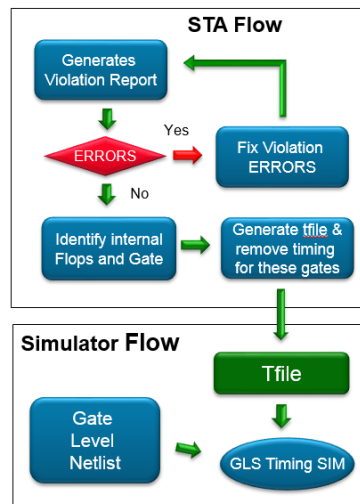 STA Flow
Generates
Violation Report
Yes
ERRORS
Fix Violation
ERRORS
No
Identify internal
Flops and Gate
Generate tfile &
remove timing
for these gates
Simulator Flow
Tfile
Gate
Level
Netlist
GLS Timing SIM